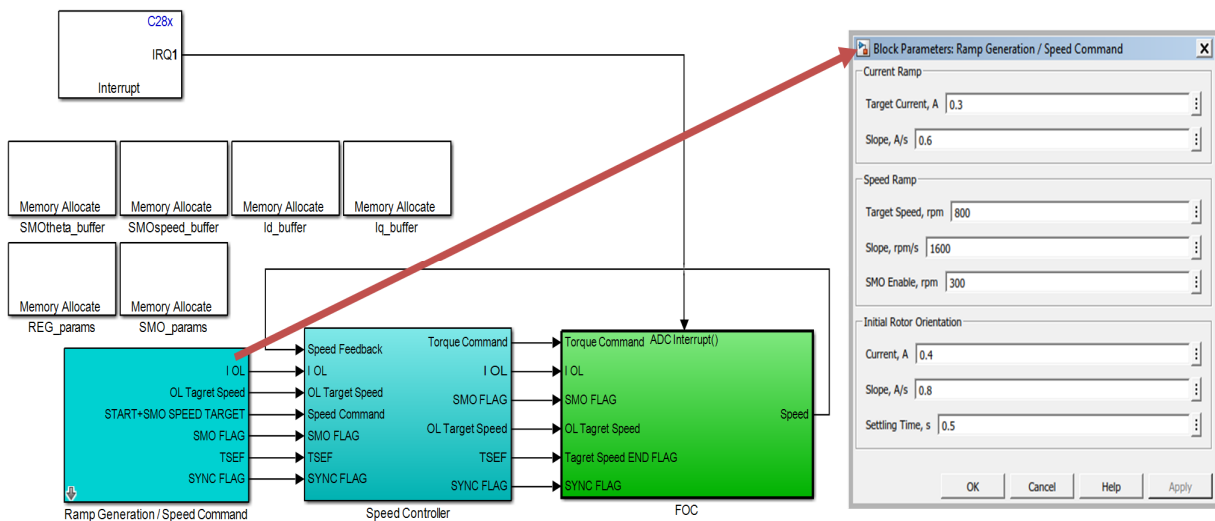 C28x
IRQ1
Interrupt
Memory Allocate
SMOtheta_buffer
Memory Allocate
SMOspeed_buffer
Memory Allocate
Id_buffer
Memory Allocate
Iq_buffer
Memory Allocate
REG_params
Memory Allocate
SMO_params
I OL
OL Tagret Speed
START+SMO SPEED TARGET
SMO FLAG
TSEF
SYNC FLAG
Ramp Generation / Speed Command
Speed Feedback
I OL
OL Target Speed
Speed Command
SMO FLAG
TSEF
SYNC FLAG
Torque Command
I OL
SMO FLAG
OL Target Speed
TSEF
SYNC FLAG
Speed Controller
Torque Command ADC Interrupt()
I OL
SMO FLAG
OL Tagret Speed
Tagret Speed END FLAG
SYNC FLAG
Speed
FOC
Block Parameters: Ramp Generation / Speed Command
Current Ramp
Target Current, A 0.3
Slope, A/s 0.6
Speed Ramp
Target Speed, rpm 800
Slope, rpm/s 1600
SMO Enable, rpm 300
Initial Rotor Orientation
Current, A 0.4
Slope, A/s 0.8
Settling Time, s 0.5
OK Cancel Help Apply